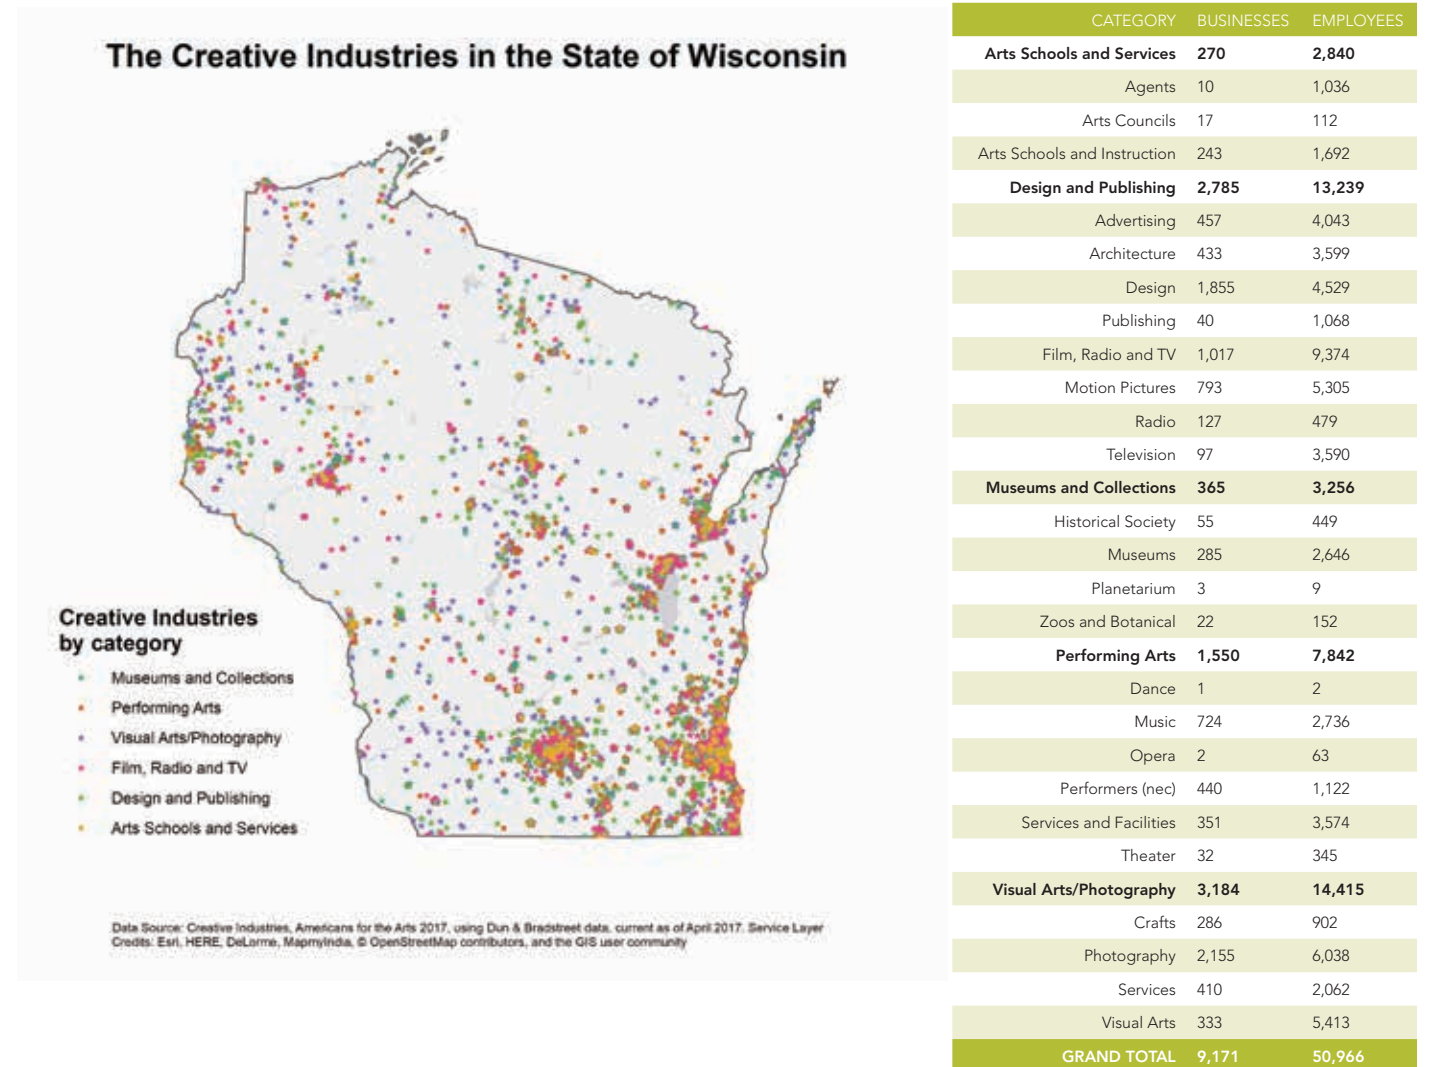 The Creative Industries in the State of Wisconsin
Creative Industries
by category
Museums and Collections
Performing Arts
Visual Arts/Photography
Film, Radio and TV
Design and Publishing
Arts Schools and Services
Data Source: Creative Industries, Americans for the Arts 2017, using Dun & Bradstreet data, current as of April 2017. Service Layer
Credits: Esri, HERE, DeLorme, MapmyIndia, © OpenStreetMap contributors, and the GIS user community
CATEGORY BUSINESSES EMPLOYEES
Arts Schools and Services 270 2,840
Agents 10 1,036
Arts Councils 17 112
Arts Schools and Instruction 243 1,692
Design and Publishing 2,785 13,239
Advertising 457 4,043
Architecture 433 3,599
Design 1,855 4,529
Publishing 40 1,068
Film, Radio and TV 1,017 9,374
Motion Pictures 793 5,305
Radio 127 479
Television 97 3,590
Museums and Collections 365 3,256
Historical Society 55 449
Museums 285 2,646
Planetarium 3 9
Zoos and Botanical 22 152
Performing Arts 1,550 7,842
Dance 1 2
Music 724 2,736
Opera 2 63
Performers (nec) 440 1,122
Services and Facilities 351 3,574
Theater 32 345
Visual Arts/Photography 3,184 14,415
Crafts 286 902
Photography 2,155 6,038
Services 410 2,062
Visual Arts 333 5,413
GRAND TOTAL 9,171 50,966